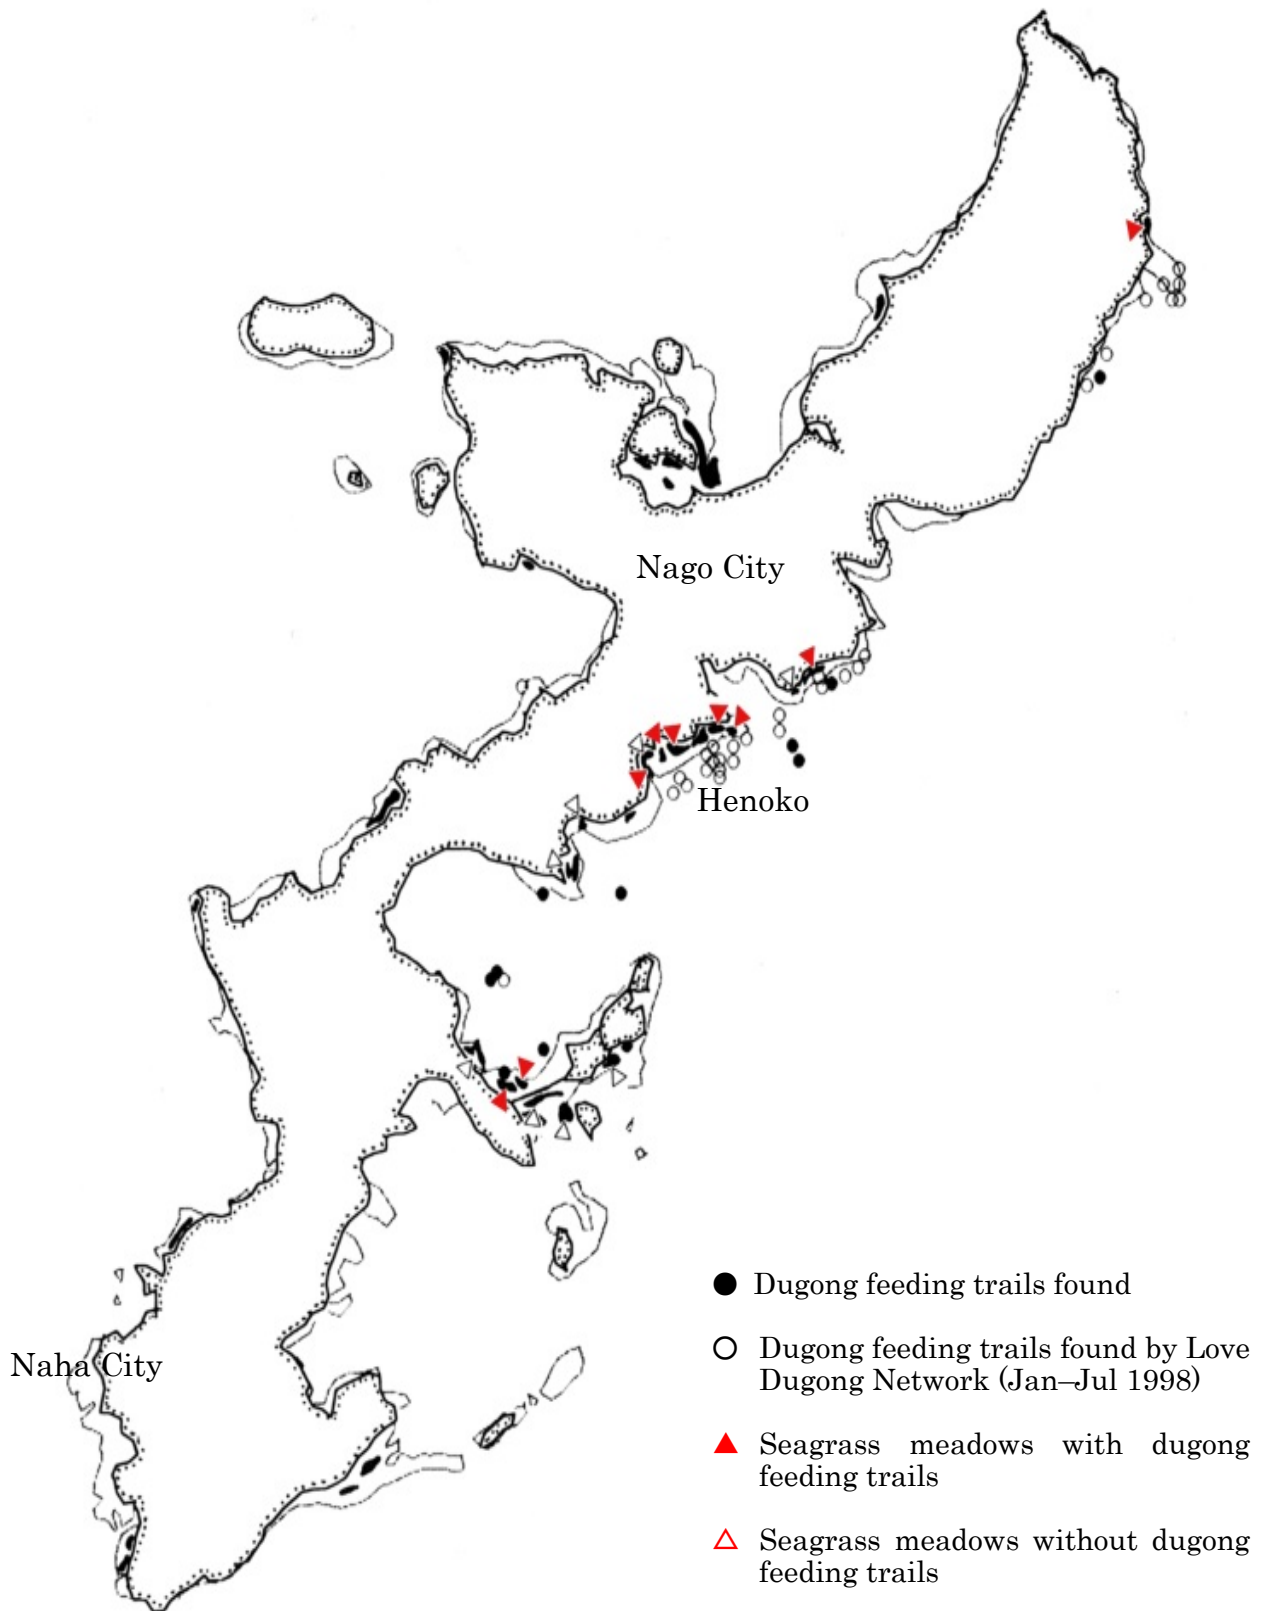 Nago City
Henoko
Naha City
Dugong feeding trails found
Dugong feeding trails found by Love
Dugong Network (Jan–Jul 1998)
Seagrass meadows with dugong
feeding trails
Seagrass meadows without dugong
feeding trails